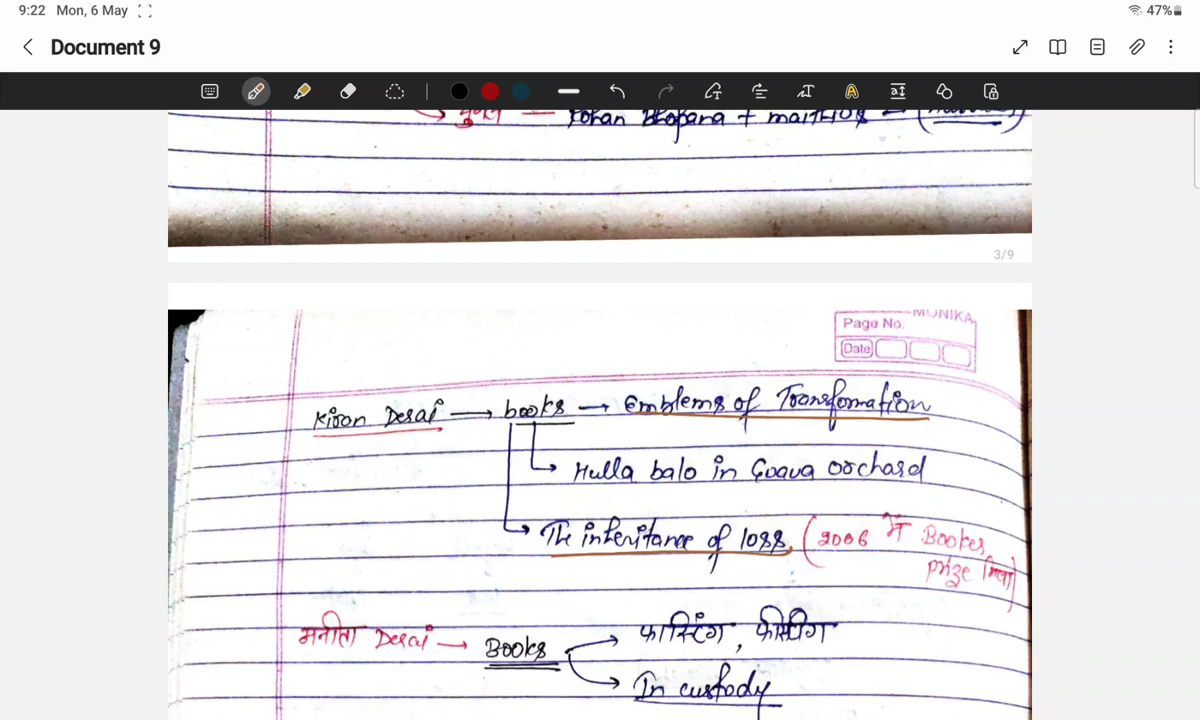 9:22 Mon, 6 May
47%
Document 9
3/9
MONIKA
Page No.
Date
Kiran Desai → books → Emblems of Transformation
→ Hulla balo in Guava orchard
→ The inheritance of loss, (2006 में Booker
prize मिला)
Desai → Books → फास्टिंग, फीस्टींग
→ In custody